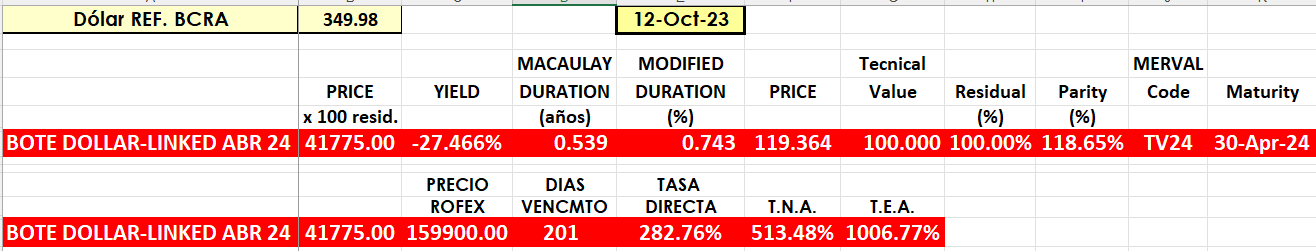 Dólar REF. BCRA 349.98 12-Oct-23
MACAULAY MODIFIED Tecnical MERVAL
PRICE YIELD DURATION DURATION PRICE Value Residual Parity Code Maturity
x 100 resid. (años) (%) (%) (%)
BOTE DOLLAR-LINKED ABR 24 41775.00 -27.466% 0.539 0.743 119.364 100.000 100.00% 118.65% TV24 30-Apr-24
PRECIO DIAS TASA
ROFEX VENCMTO DIRECTA T.N.A. T.E.A.
BOTE DOLLAR-LINKED ABR 24 41775.00 159900.00 201 282.76% 513.48% 1006.77%